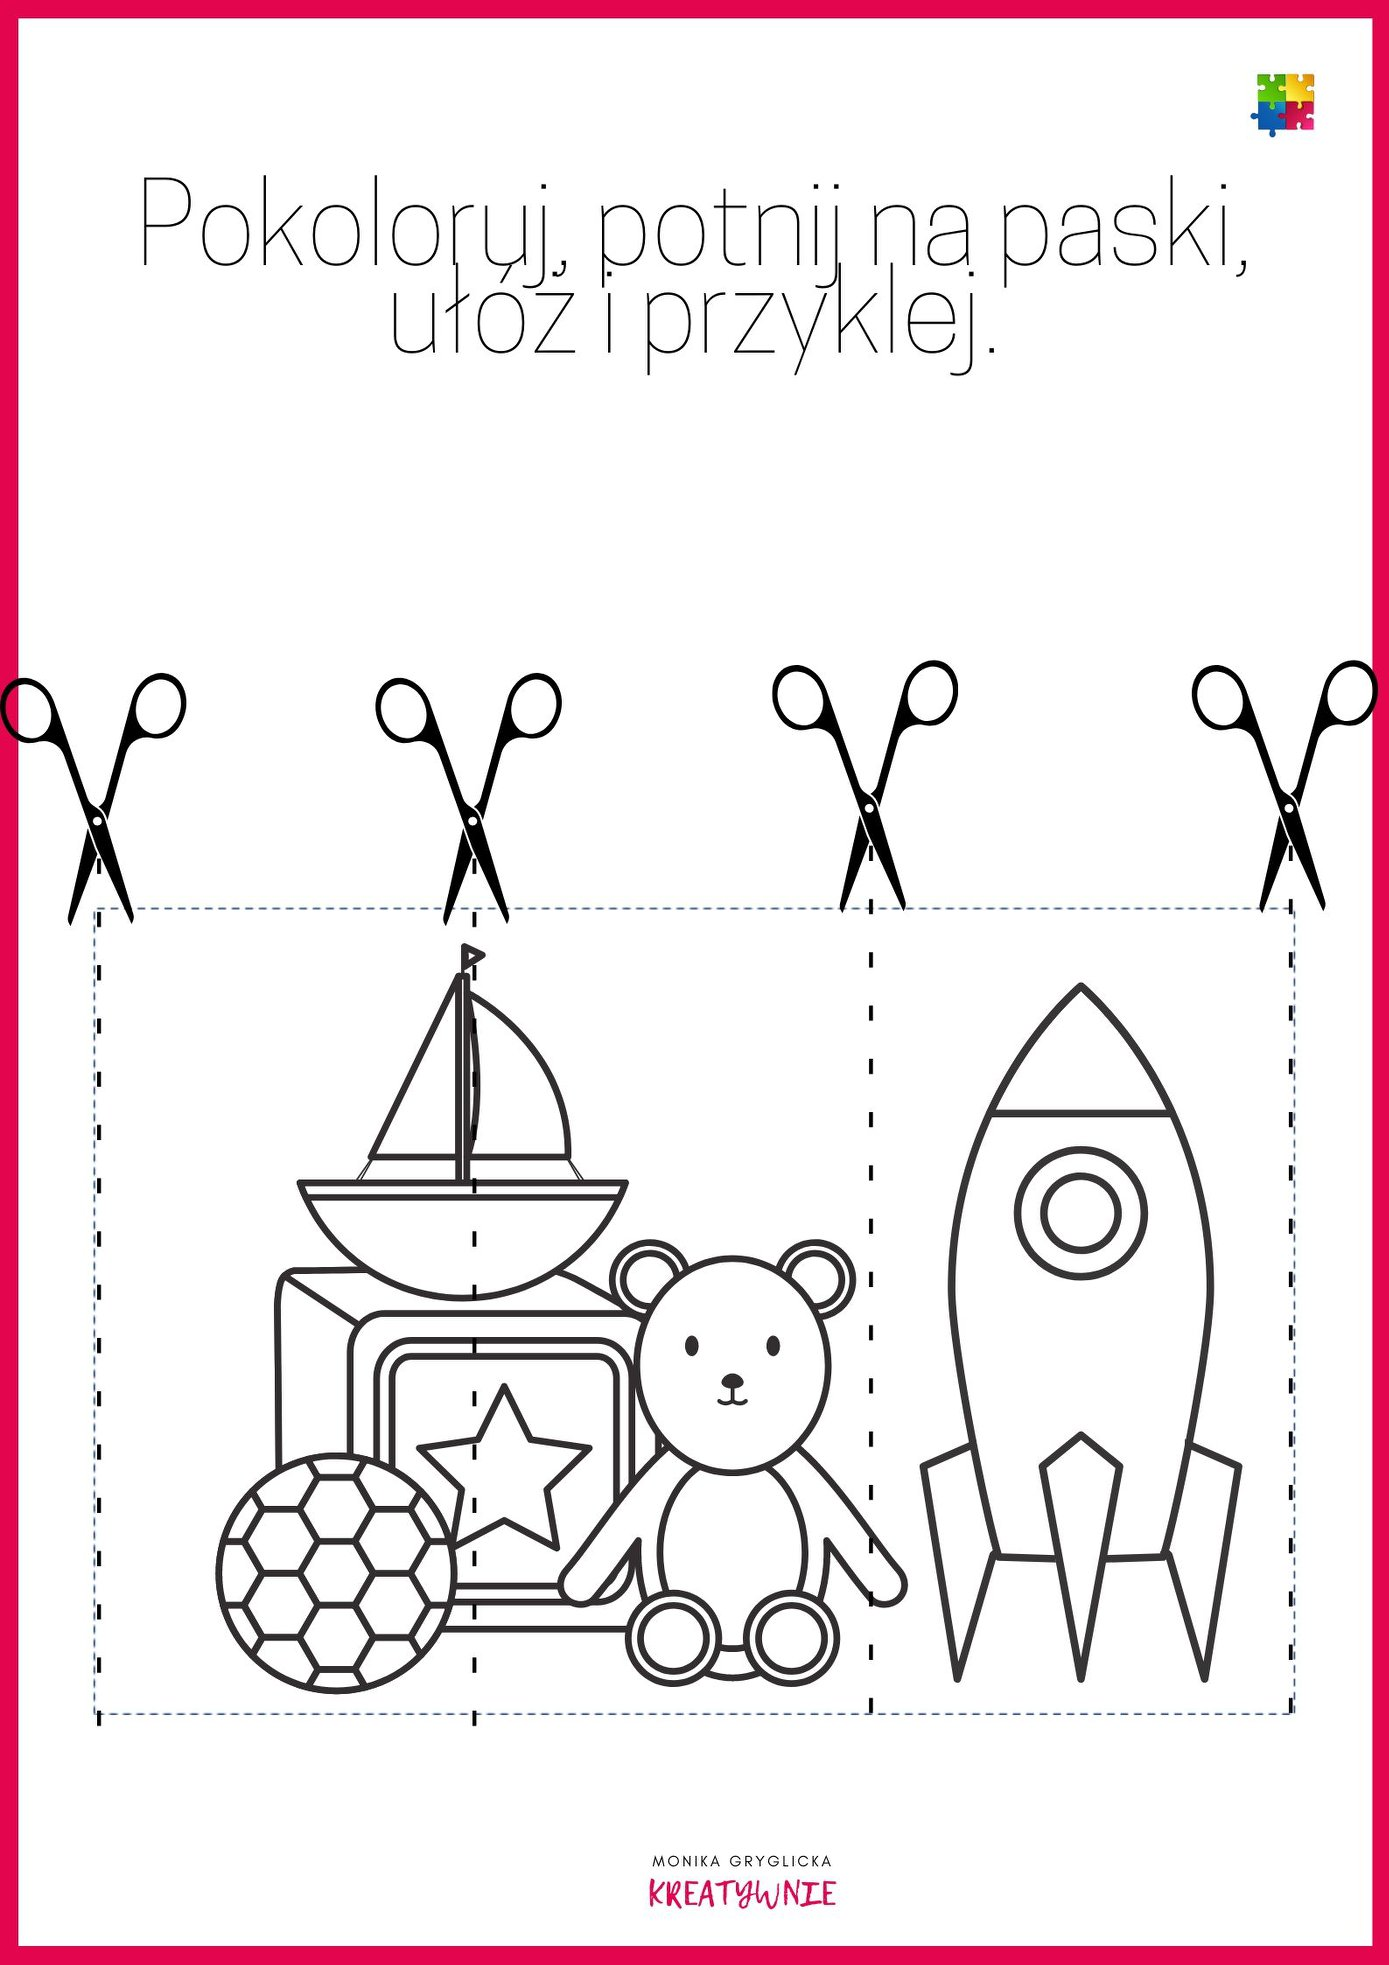 Pokoloruj, potnij na paski,
ułóż i przyklej.
MONIKA GRYGLICKA
KREATYWNIE